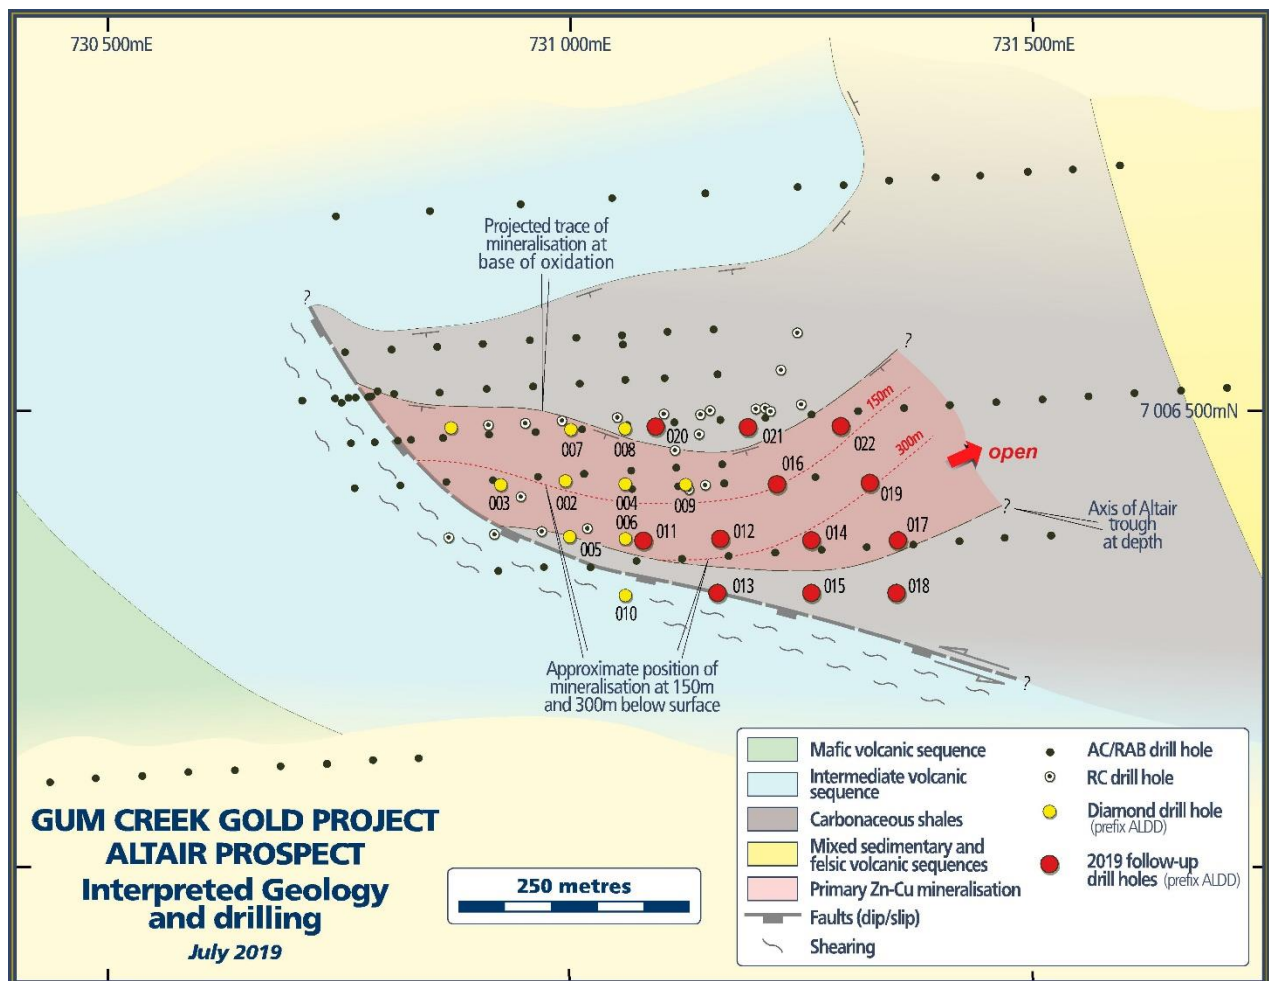 730 500mE
731 000mE
731 500mE
Projected trace of
mineralisation at
base of oxidation
?
?
150m
7 006 500mN
300m
020
021
022
007
008
open
016
003
002
004
009
019
?
Axis of Altair
trough
at depth
006
011
012
014
017
005
013
015
018
010
Approximate position of
mineralisation at 150m
and 300m below surface
?
GUM CREEK GOLD PROJECT
ALTAIR PROSPECT
Interpreted Geology
and drilling
July 2019
250 metres
Mafic volcanic sequence
Intermediate volcanic
sequence
Carbonaceous shales
Mixed sedimentary and
felsic volcanic sequences
Primary Zn-Cu mineralisation
Faults (dip/slip)
Shearing
AC/RAB drill hole
RC drill hole
Diamond drill hole
(prefix ALDD)
2019 follow-up
drill holes (prefix ALDD)